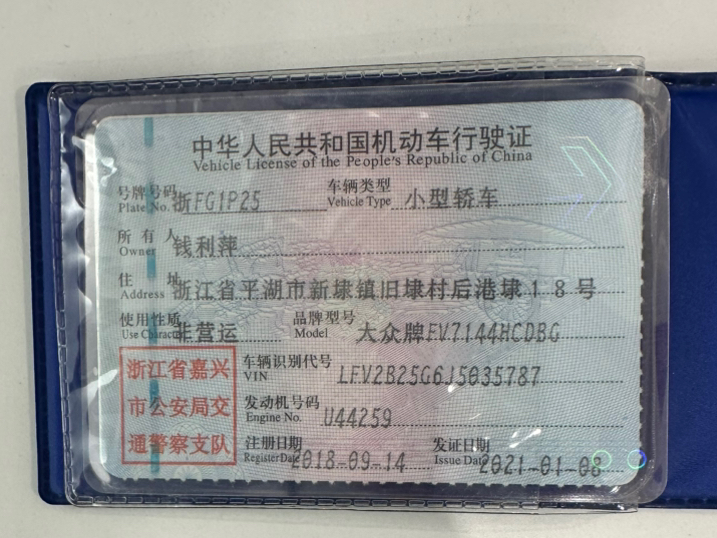 中华人民共和国机动车行驶证
Vehicle License of the People's Republic of China
号牌号码 浙FG1P25 车辆类型 小型轿车
Plate No. Vehicle Type
所有人 钱利萍
Owner
住址 浙江省平湖市新埭镇旧埭村后港埭18号
Address
使用性质 非营运 品牌型号 大众牌FV7144HCDBG
Use Character Model
浙江省嘉兴
市公安局交
通警察支队
车辆识别代号 LFV2B25G6J5035787
VIN
发动机号码 U44259
Engine No.
注册日期 2018-09-14 发证日期 2021-01-08
Register Date Issue Date